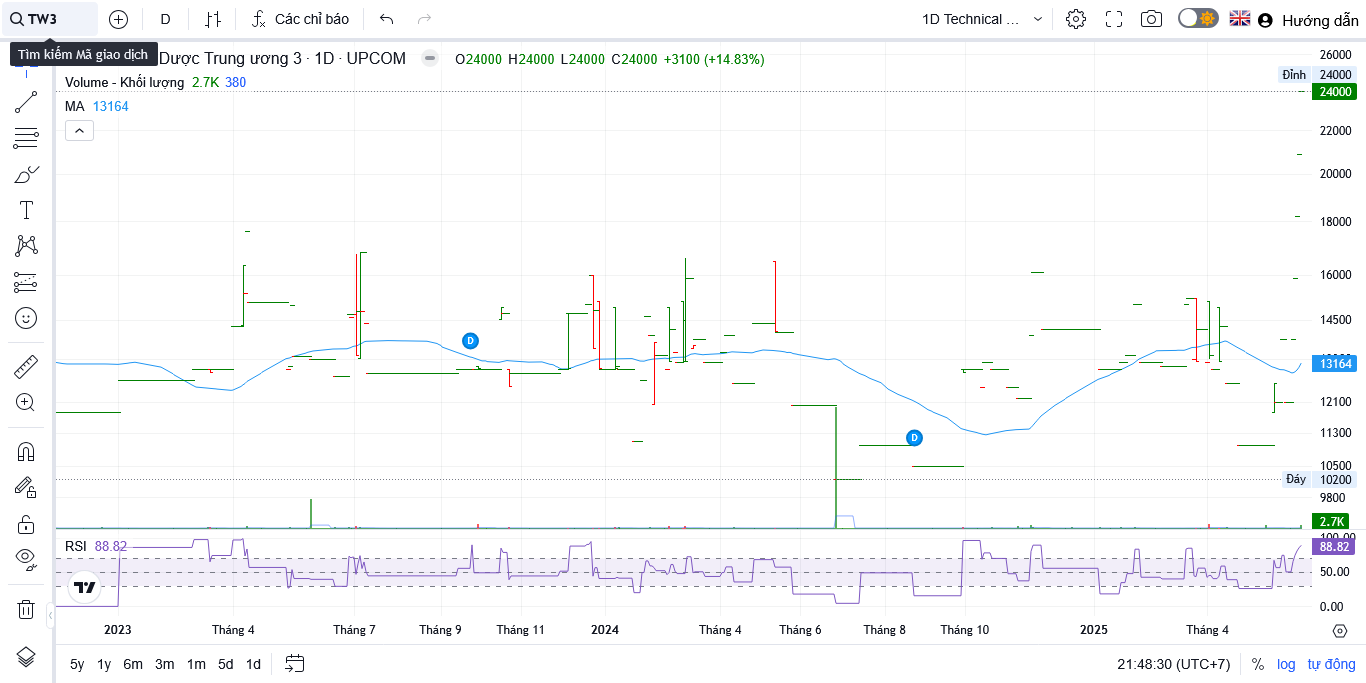 TW3 D Các chỉ báo 1D Technical ... Hướng dẫn
Tìm kiếm Mã giao dịch
Dược Trung ương 3 · 1D · UPCOM O24000 H24000 L24000 C24000 +3100 (+14.83%)
Volume - Khối lượng 2.7K 380
MA 13164
26000
Đỉnh 24000
24000
22000
20000
18000
16000
14500
13164
12100
11300
10500
Đáy 10200
9800
2.7K
100.00
RSI 88.82
88.82
50.00
0.00
D
D
2023 Tháng 4 Tháng 7 Tháng 9 Tháng 11 2024 Tháng 4 Tháng 6 Tháng 8 Tháng 10 2025 Tháng 4
5y 1y 6m 3m 1m 5d 1d 21:48:30 (UTC+7) % log tự động